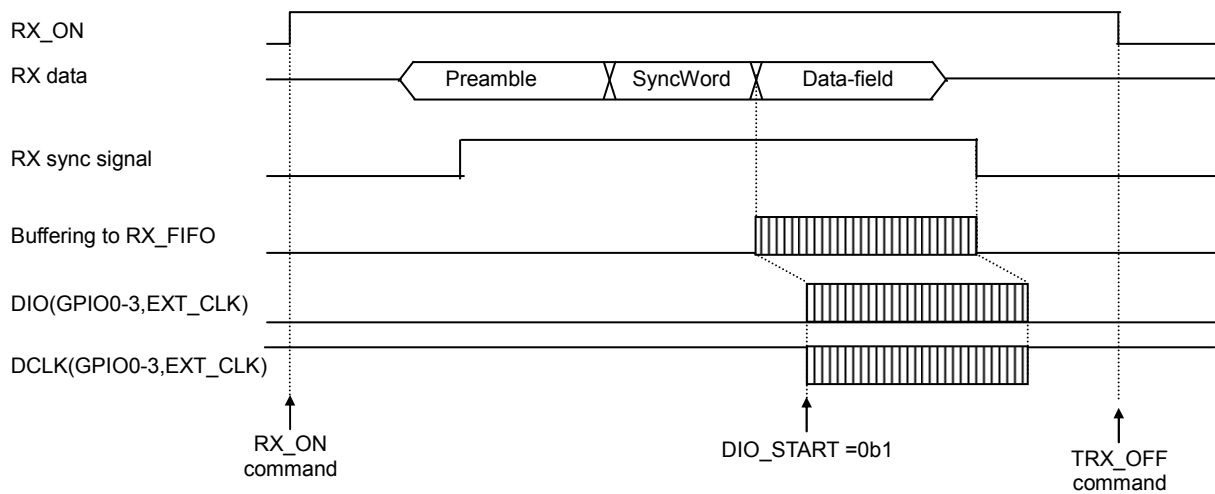 RX_ON
RX data
Preamble
SyncWord
Data-field
RX sync signal
Buffering to RX_FIFO
DIO(GPIO0-3,EXT_CLK)
DCLK(GPIO0-3,EXT_CLK)
RX_ON
command
DIO_START =0b1
TRX_OFF
command